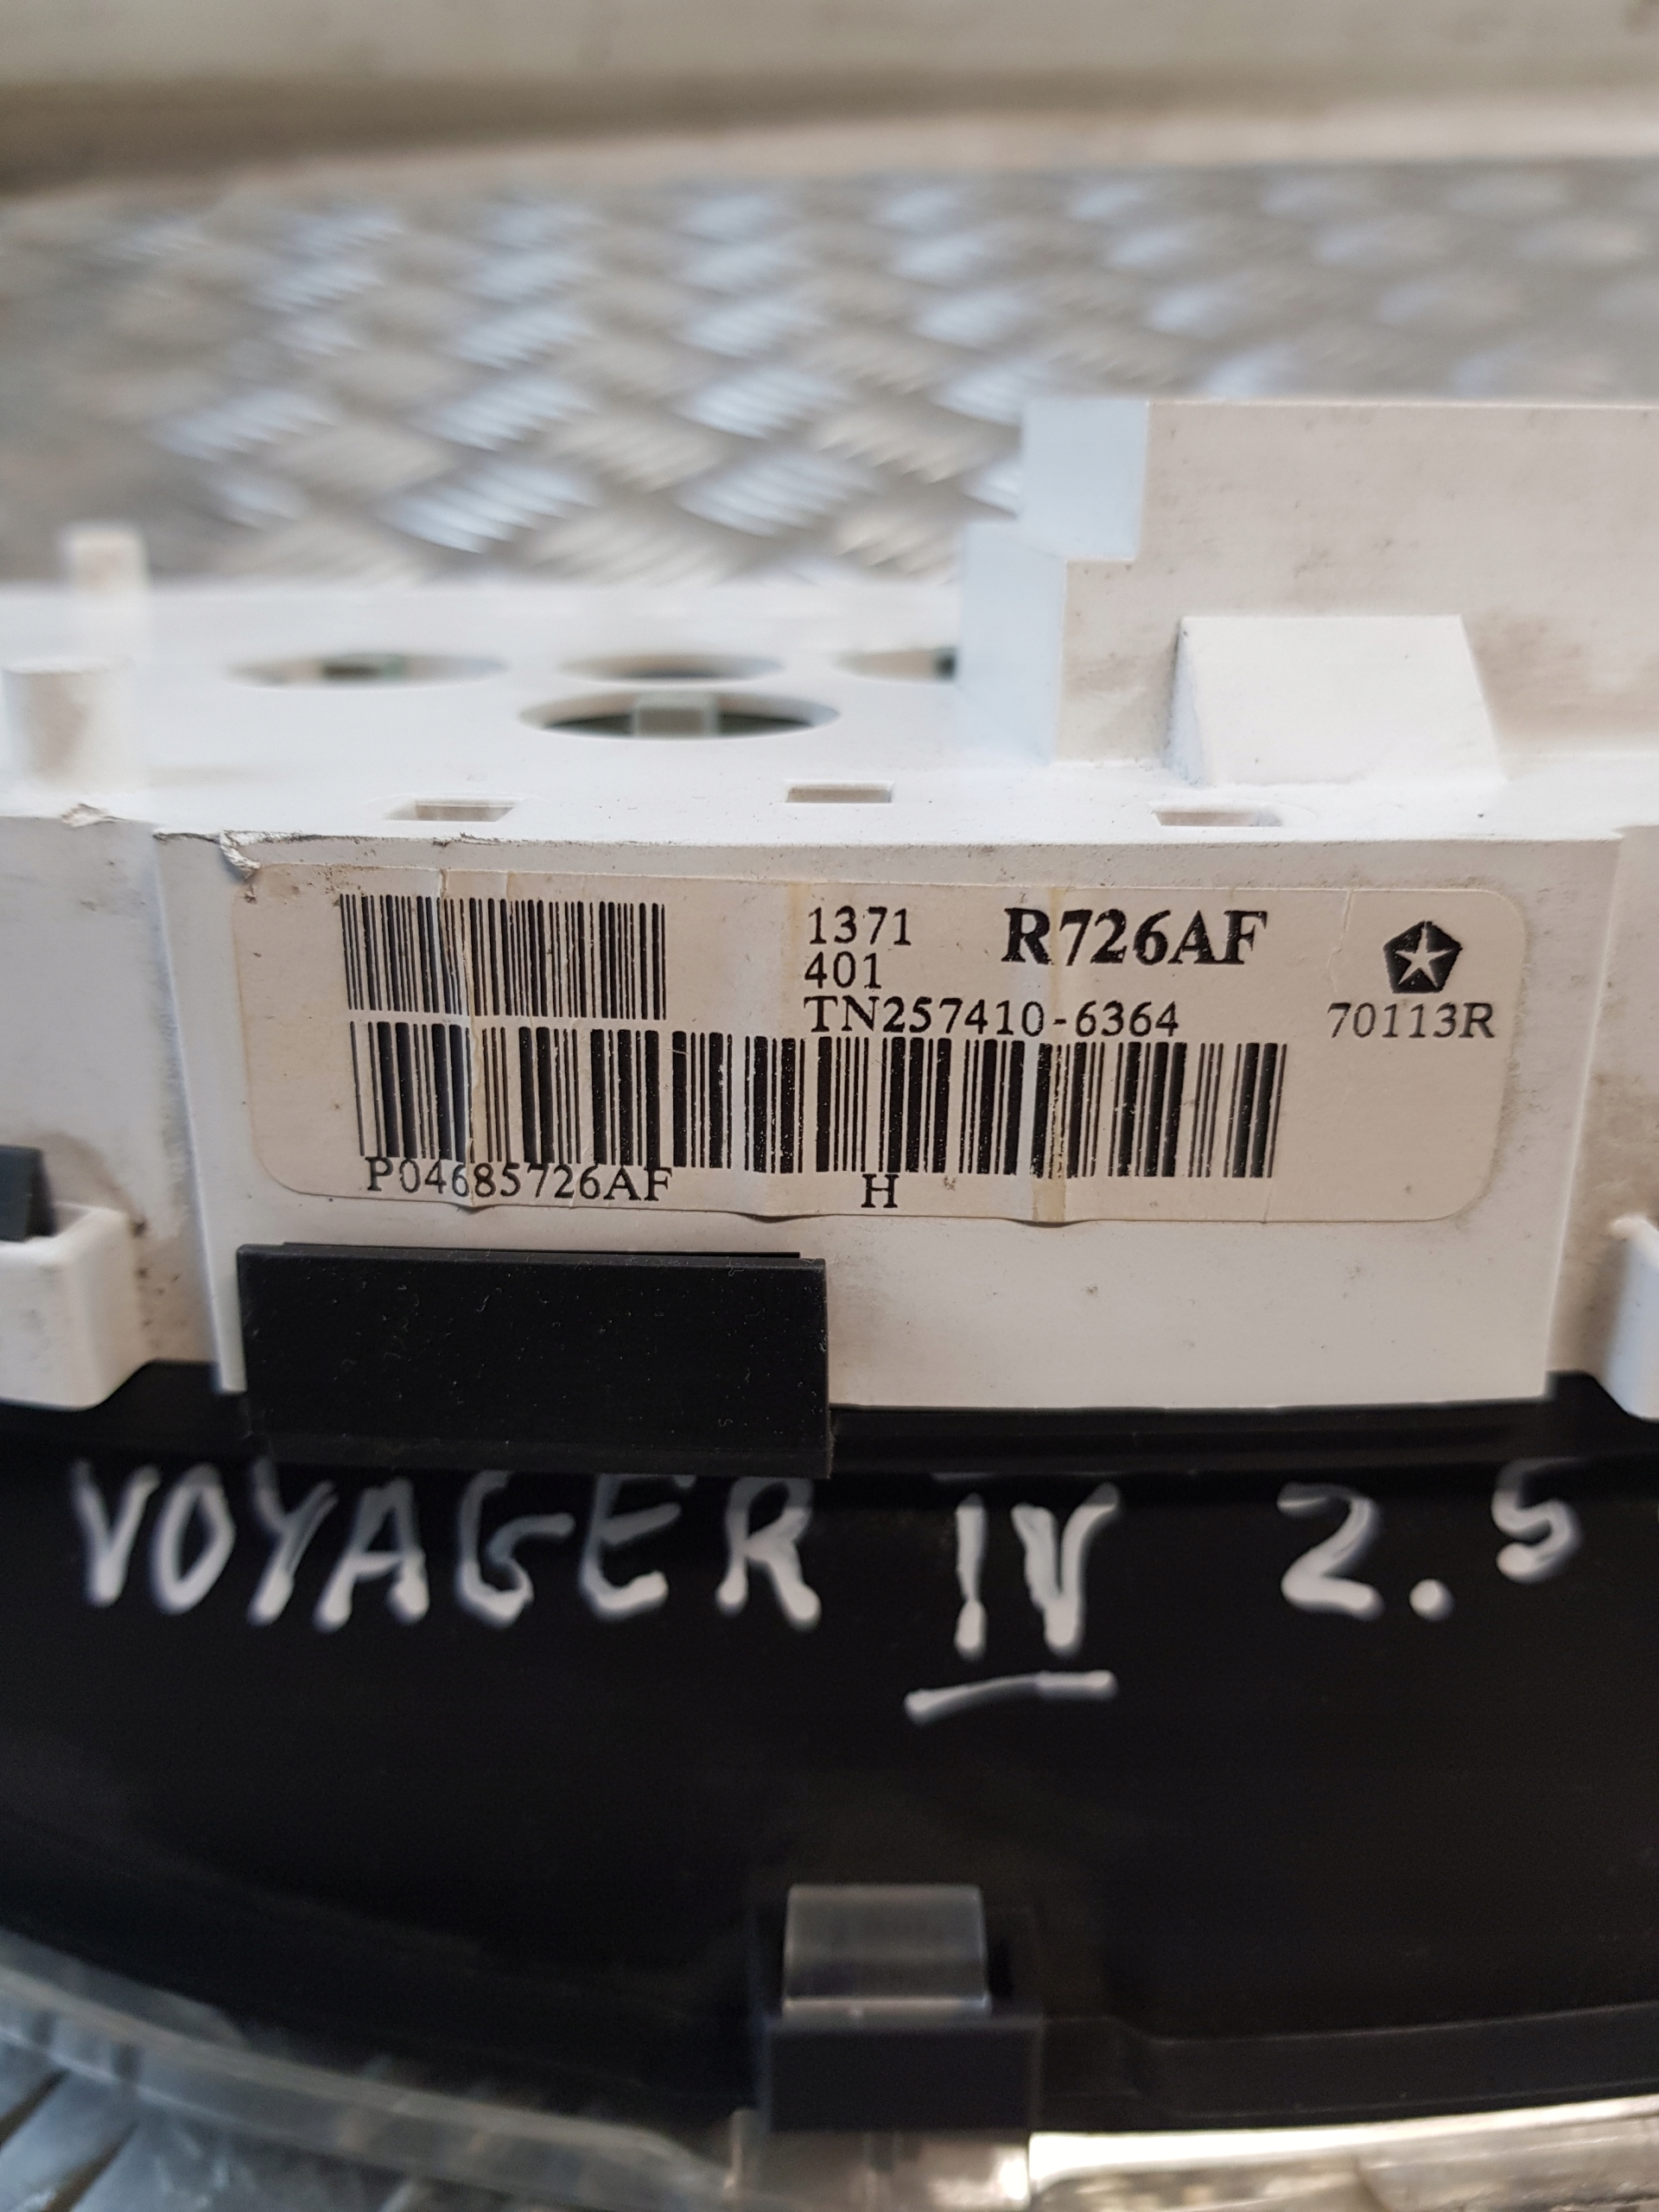 1371 R726AF
401
TN257410-6364 70113R
P04685726AF H
VOYAGER IV 2.5